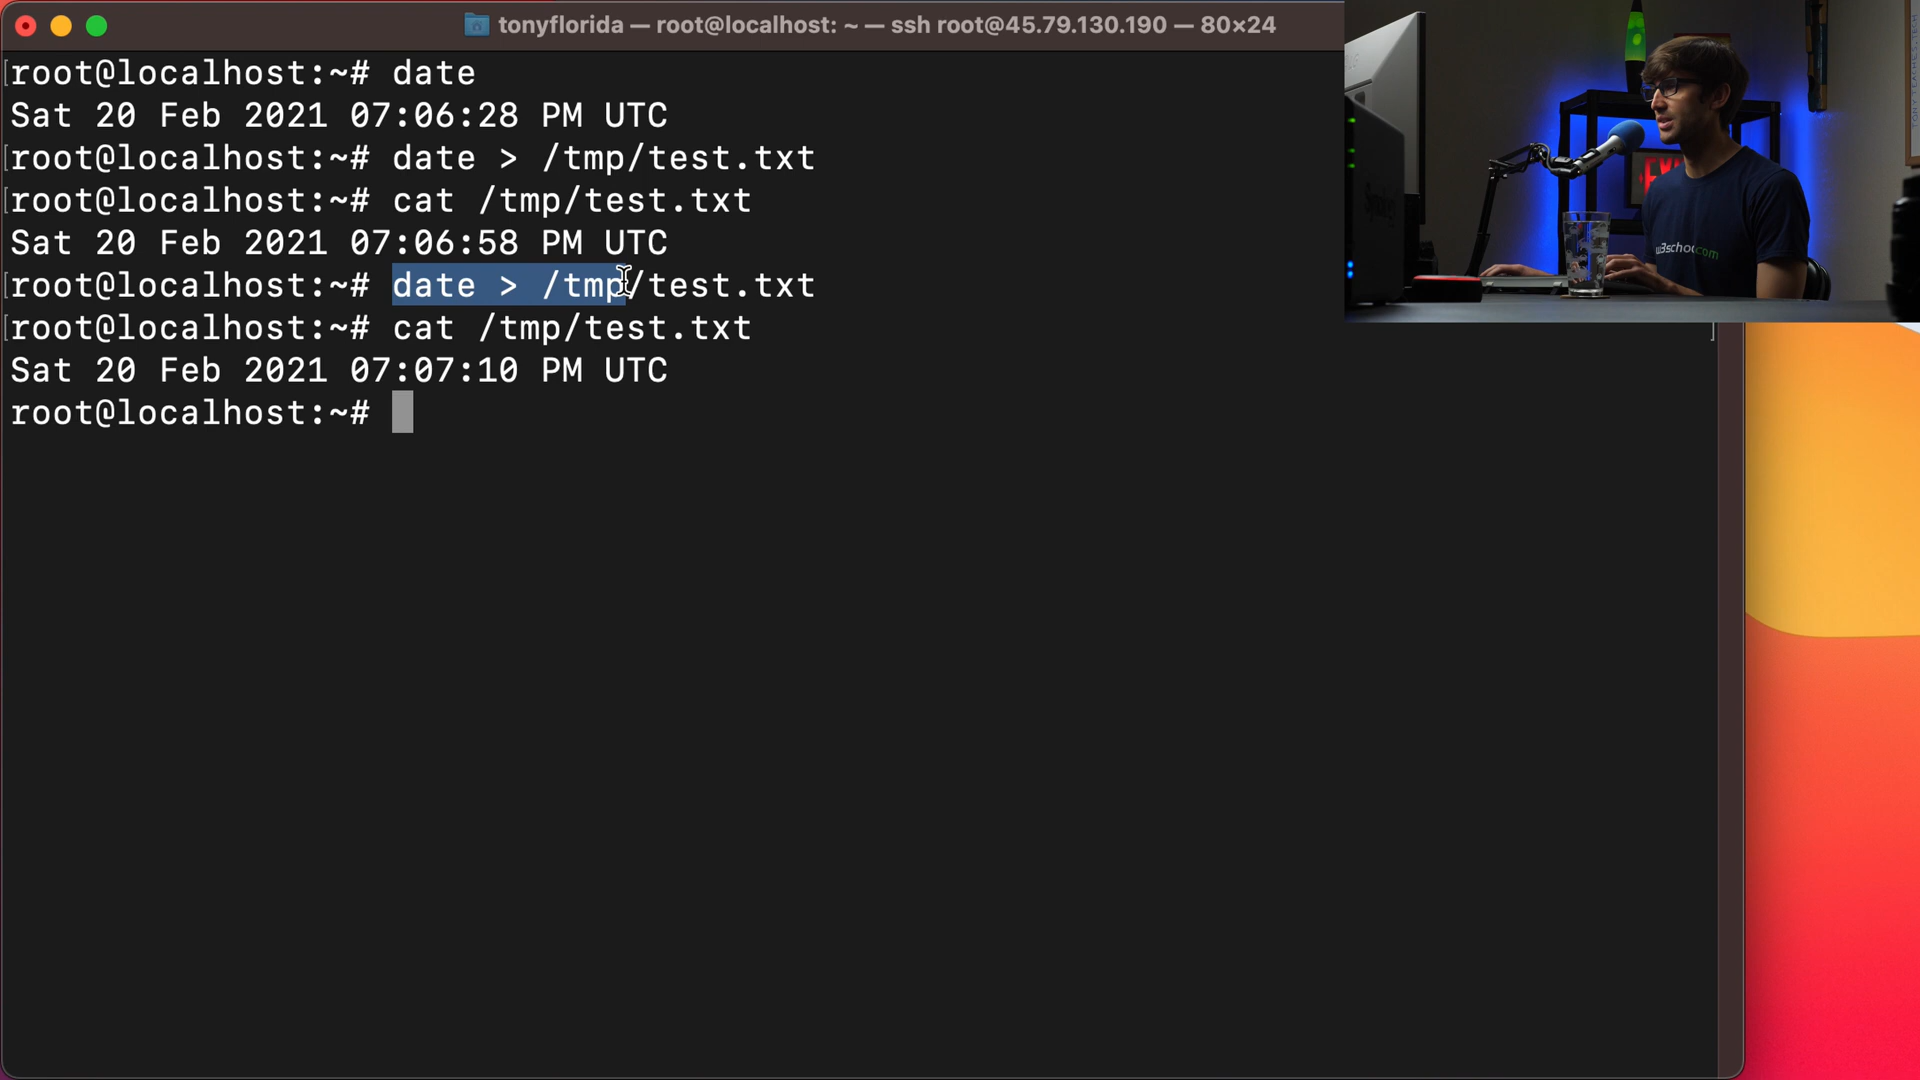 tonyflorida — root@localhost: ~ — ssh root@45.79.130.190 — 80×24
root@localhost:~# date
Sat 20 Feb 2021 07:06:28 PM UTC
root@localhost:~# date > /tmp/test.txt
root@localhost:~# cat /tmp/test.txt
Sat 20 Feb 2021 07:06:58 PM UTC
root@localhost:~# date > /tmp/test.txt
root@localhost:~# cat /tmp/test.txt
Sat 20 Feb 2021 07:07:10 PM UTC
root@localhost:~#